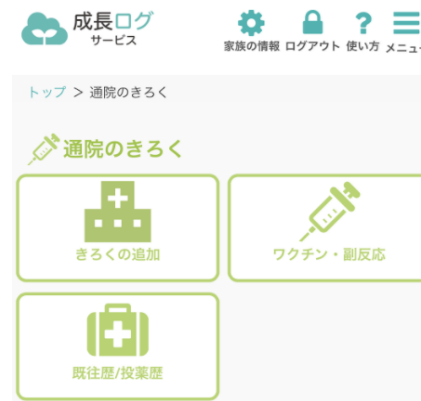 成長ログ
サービス
家族の情報 ログアウト 使い方 メニュー
トップ > 通院のきろく
通院のきろく
きろくの追加
ワクチン・副反応
既往歴/投薬歴